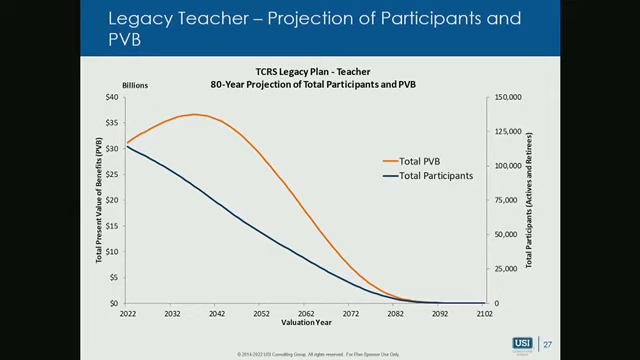 Legacy Teacher – Projection of Participants and
PVB
TCRS Legacy Plan - Teacher
80-Year Projection of Total Participants and PVB
Billions
$40
$35
$30
$25
$20
$15
$10
$5
$0
Total Present Value of Benefits (PVB)
150,000
125,000
100,000
75,000
50,000
25,000
0
Total Participants (Actives and Retirees)
Total PVB
Total Participants
2022 2032 2042 2052 2062 2072 2082 2092 2102
Valuation Year
© 2014-2022 USI Consulting Group. All rights reserved. For Plan Sponsor Use Only.
USI
27